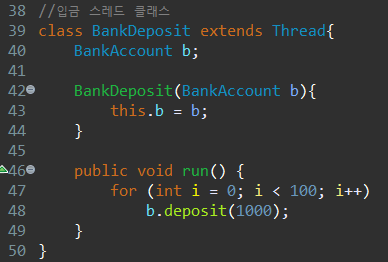 38 //입금 스레드 클래스
39 class BankDeposit extends Thread{
40     BankAccount b;
41
42     BankDeposit(BankAccount b){
43         this.b = b;
44     }
45
46     public void run() {
47         for (int i = 0; i < 100; i++)
48             b.deposit(1000);
49     }
50 }